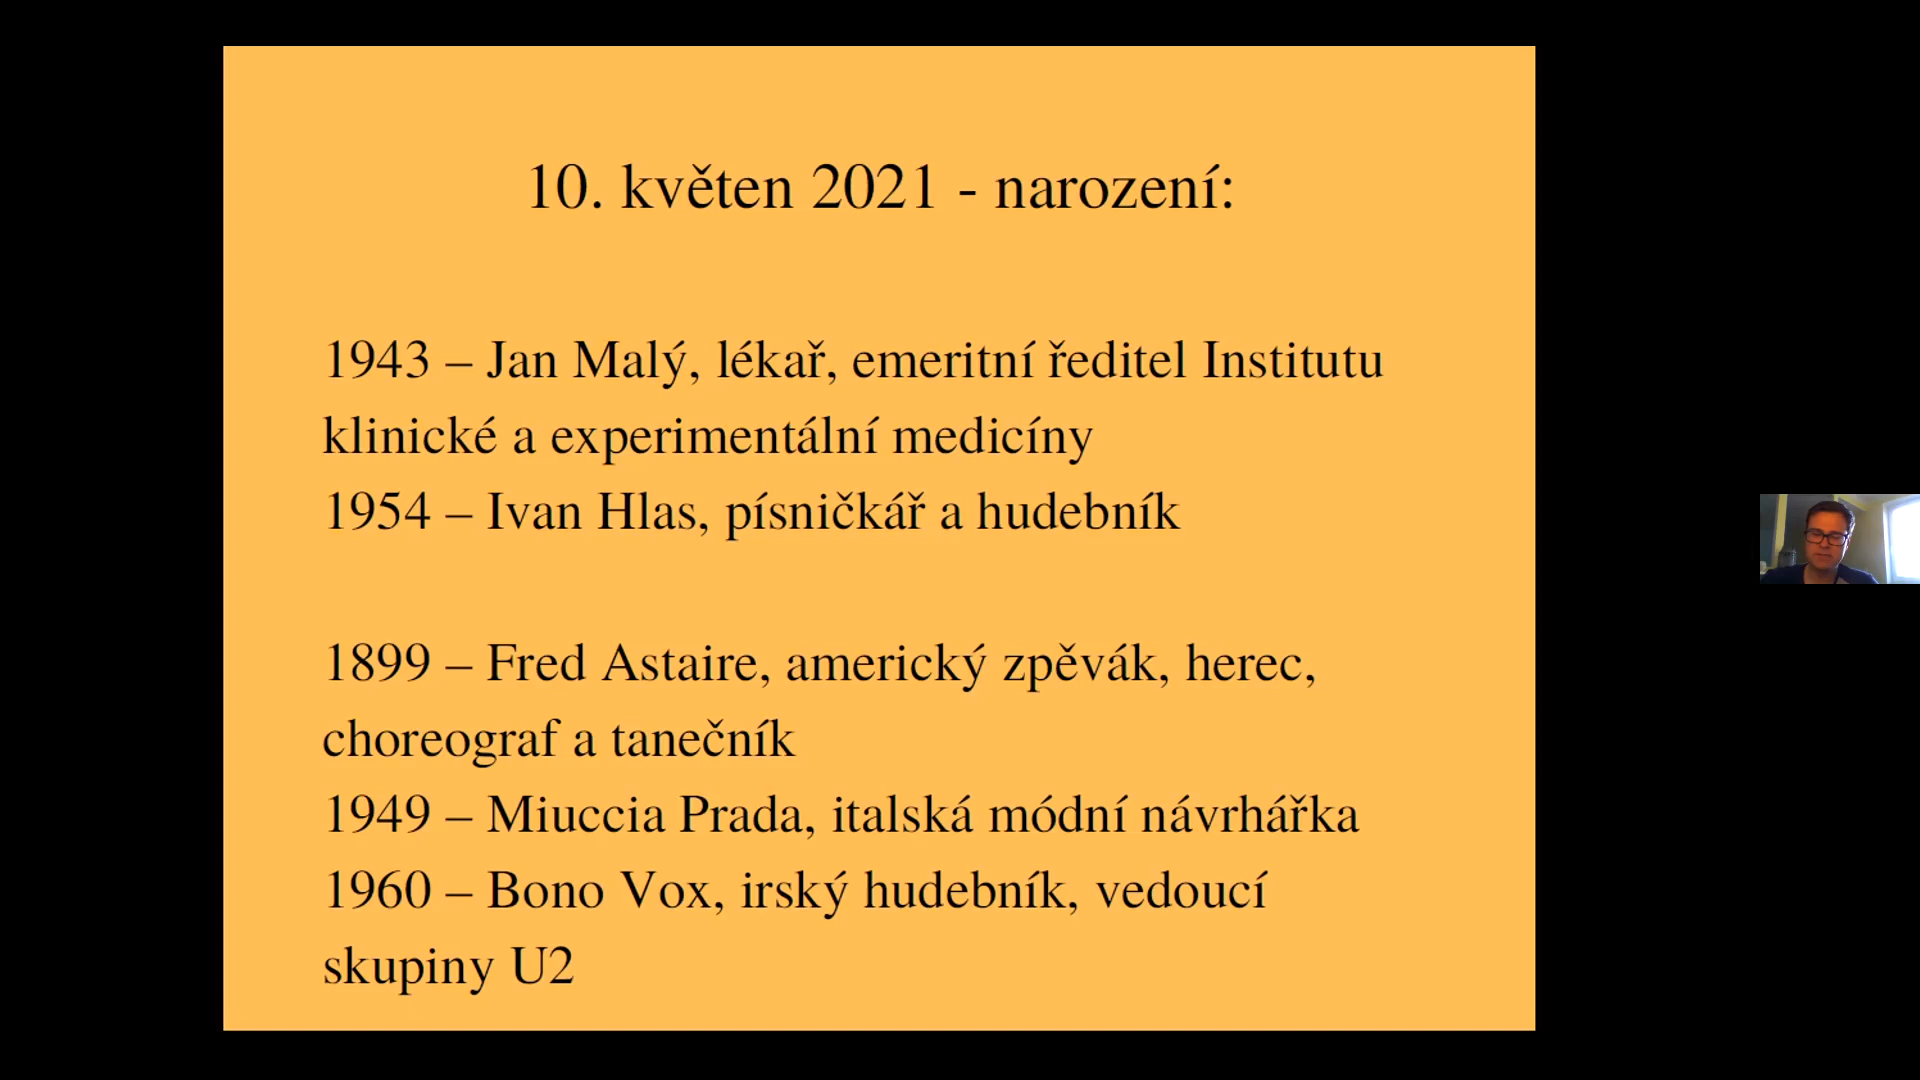 10. květen 2021 - narození:
1943 – Jan Malý, lékař, emeritní ředitel Institutu
klinické a experimentální medicíny
1954 – Ivan Hlas, písničkář a hudebník
1899 – Fred Astaire, americký zpěvák, herec,
choreograf a tanečník
1949 – Miuccia Prada, italská módní návrhářka
1960 – Bono Vox, irský hudebník, vedoucí
skupiny U2